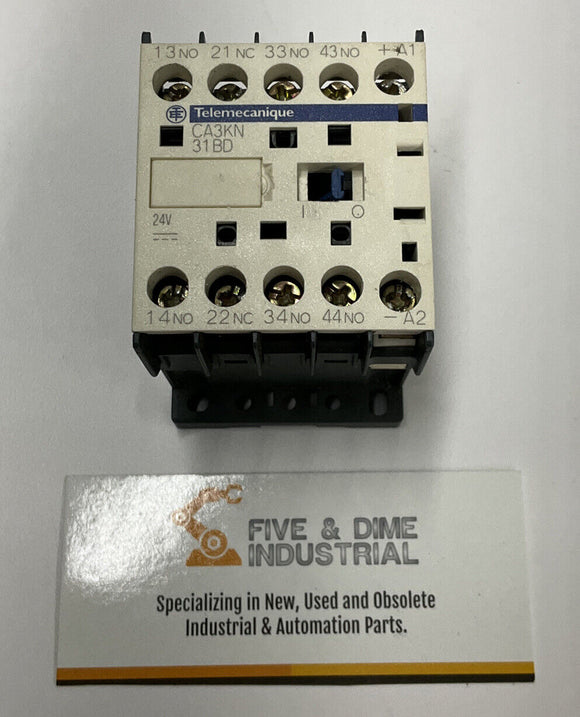 13NO 21NC 33NO 43NO +A1
Telemecanique
CA3KN
31BD
24V
I O
14NO 22NC 34NO 44NO -A2
FIVE & DIME
INDUSTRIAL
Specializing in New, Used and Obsolete
Industrial & Automation Parts.